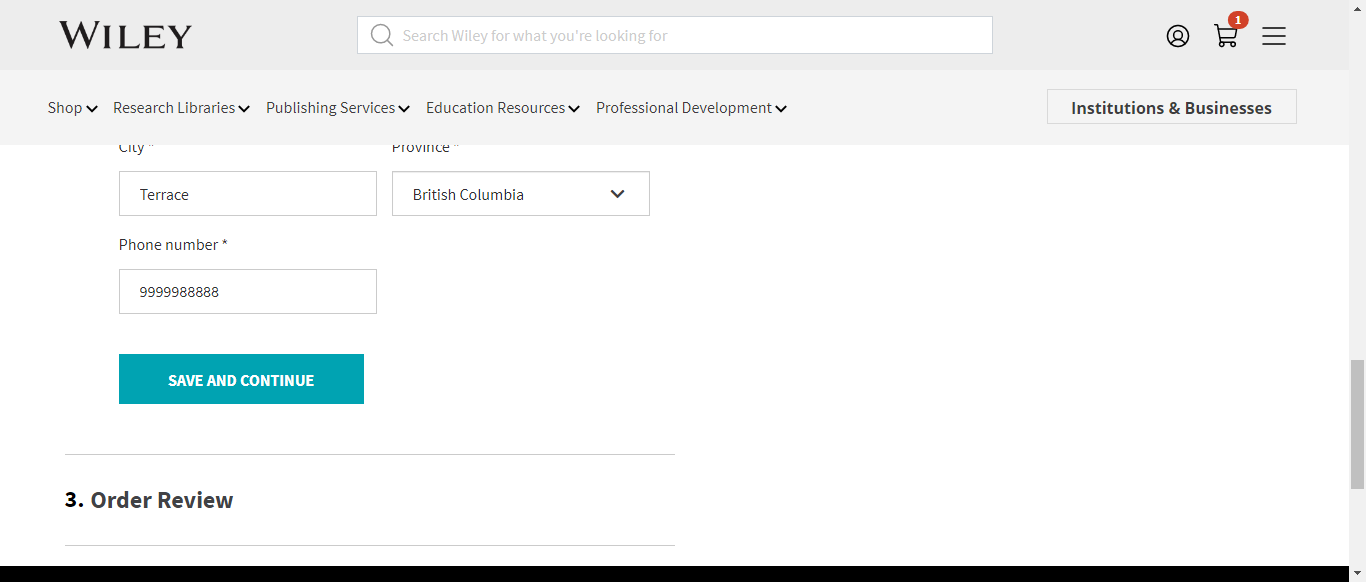 WILEY
Search Wiley for what you're looking for
1
Shop Research Libraries Publishing Services Education Resources Professional Development Institutions & Businesses
City * Province *
Terrace British Columbia
Phone number *
9999988888
SAVE AND CONTINUE
3. Order Review